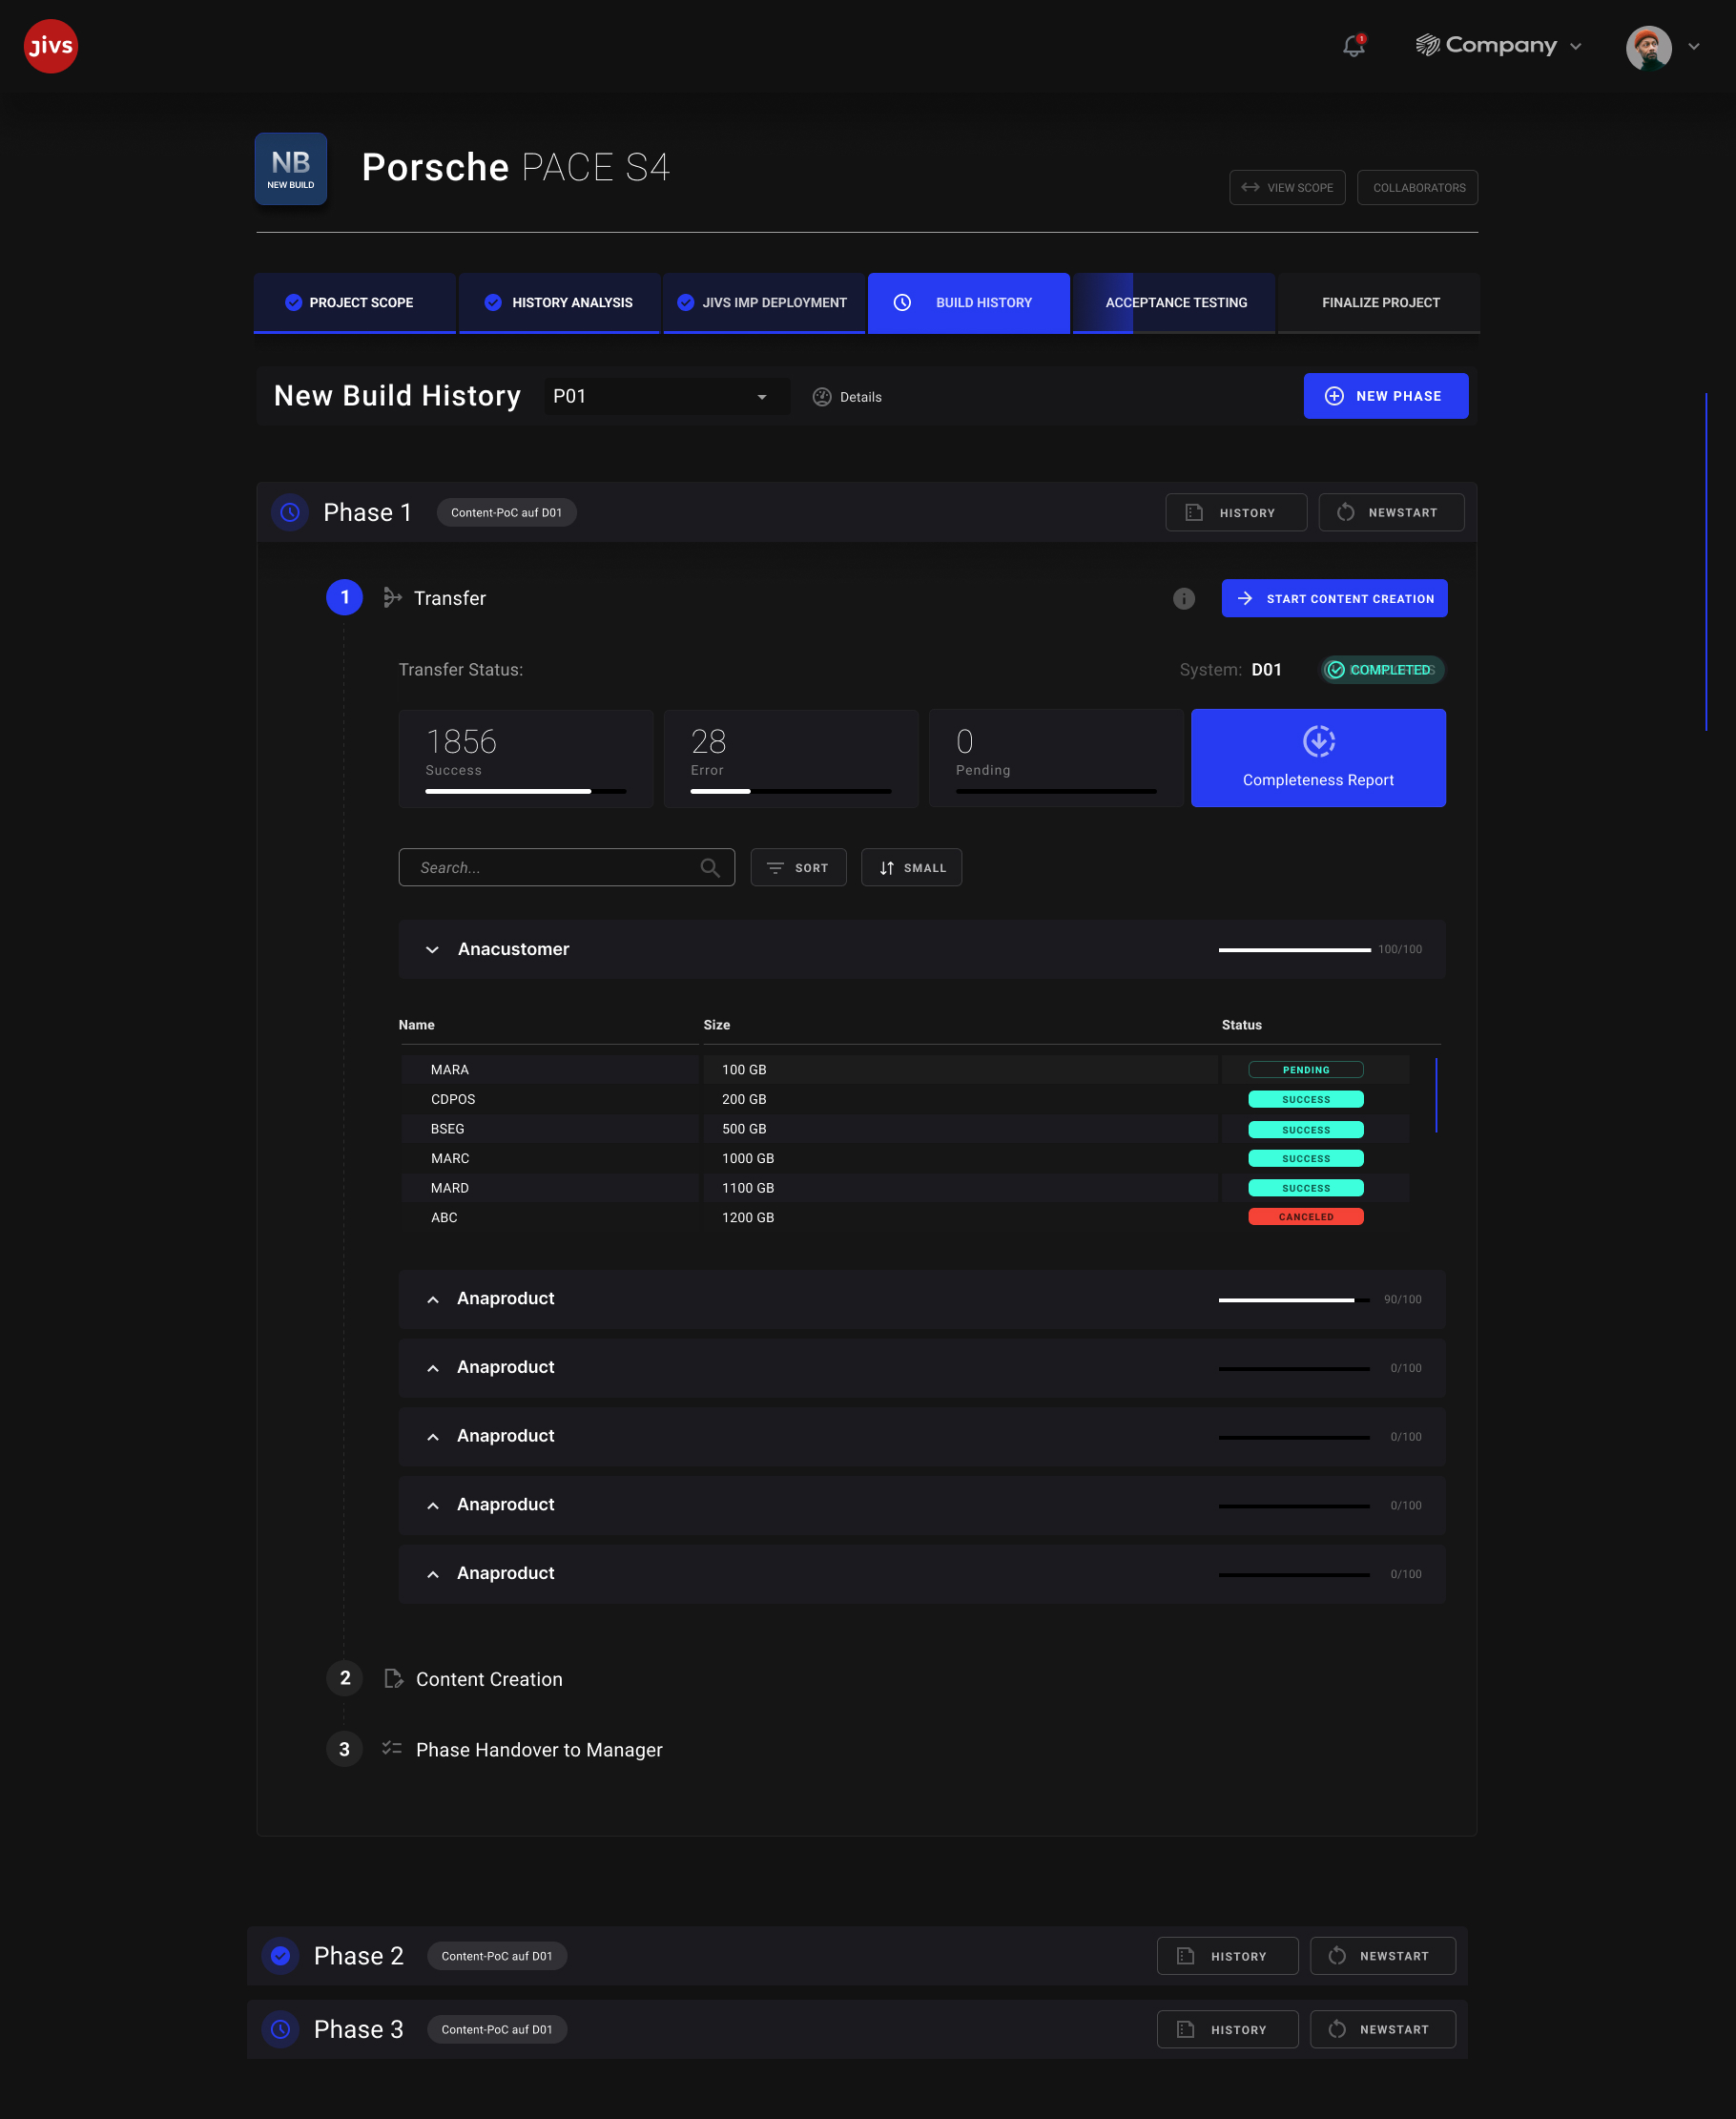 jivs
1
Company
NB
NEW BUILD
Porsche PACE S4
VIEW SCOPE
COLLABORATORS
PROJECT SCOPE
HISTORY ANALYSIS
JIVS IMP DEPLOYMENT
BUILD HISTORY
ACCEPTANCE TESTING
FINALIZE PROJECT
New Build History
P01
Details
NEW PHASE
Phase 1
Content-PoC auf D01
HISTORY
NEWSTART
1
Transfer
START CONTENT CREATION
Transfer Status:
System: D01
COMPLETED
1856
Success
28
Error
0
Pending
Completeness Report
Search...
SORT
SMALL
Anacustomer
100/100
Name
Size
Status
MARA
100 GB
PENDING
CDPOS
200 GB
SUCCESS
BSEG
500 GB
SUCCESS
MARC
1000 GB
SUCCESS
MARD
1100 GB
SUCCESS
ABC
1200 GB
CANCELED
Anaproduct
90/100
Anaproduct
0/100
Anaproduct
0/100
Anaproduct
0/100
Anaproduct
0/100
2
Content Creation
3
Phase Handover to Manager
Phase 2
Content-PoC auf D01
HISTORY
NEWSTART
Phase 3
Content-PoC auf D01
HISTORY
NEWSTART